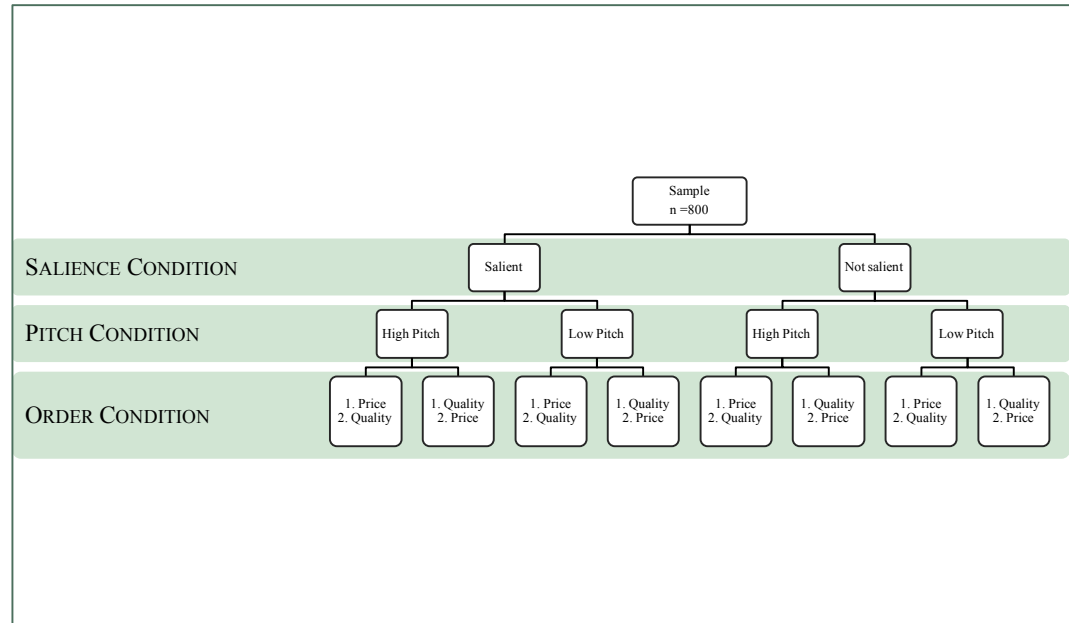 Sample
n =800
SALIENCE CONDITION
Salient
Not salient
PITCH CONDITION
High Pitch
Low Pitch
High Pitch
Low Pitch
ORDER CONDITION
1. Price
2. Quality
1. Quality
2. Price
1. Price
2. Quality
1. Quality
2. Price
1. Price
2. Quality
1. Quality
2. Price
1. Price
2. Quality
1. Quality
2. Price